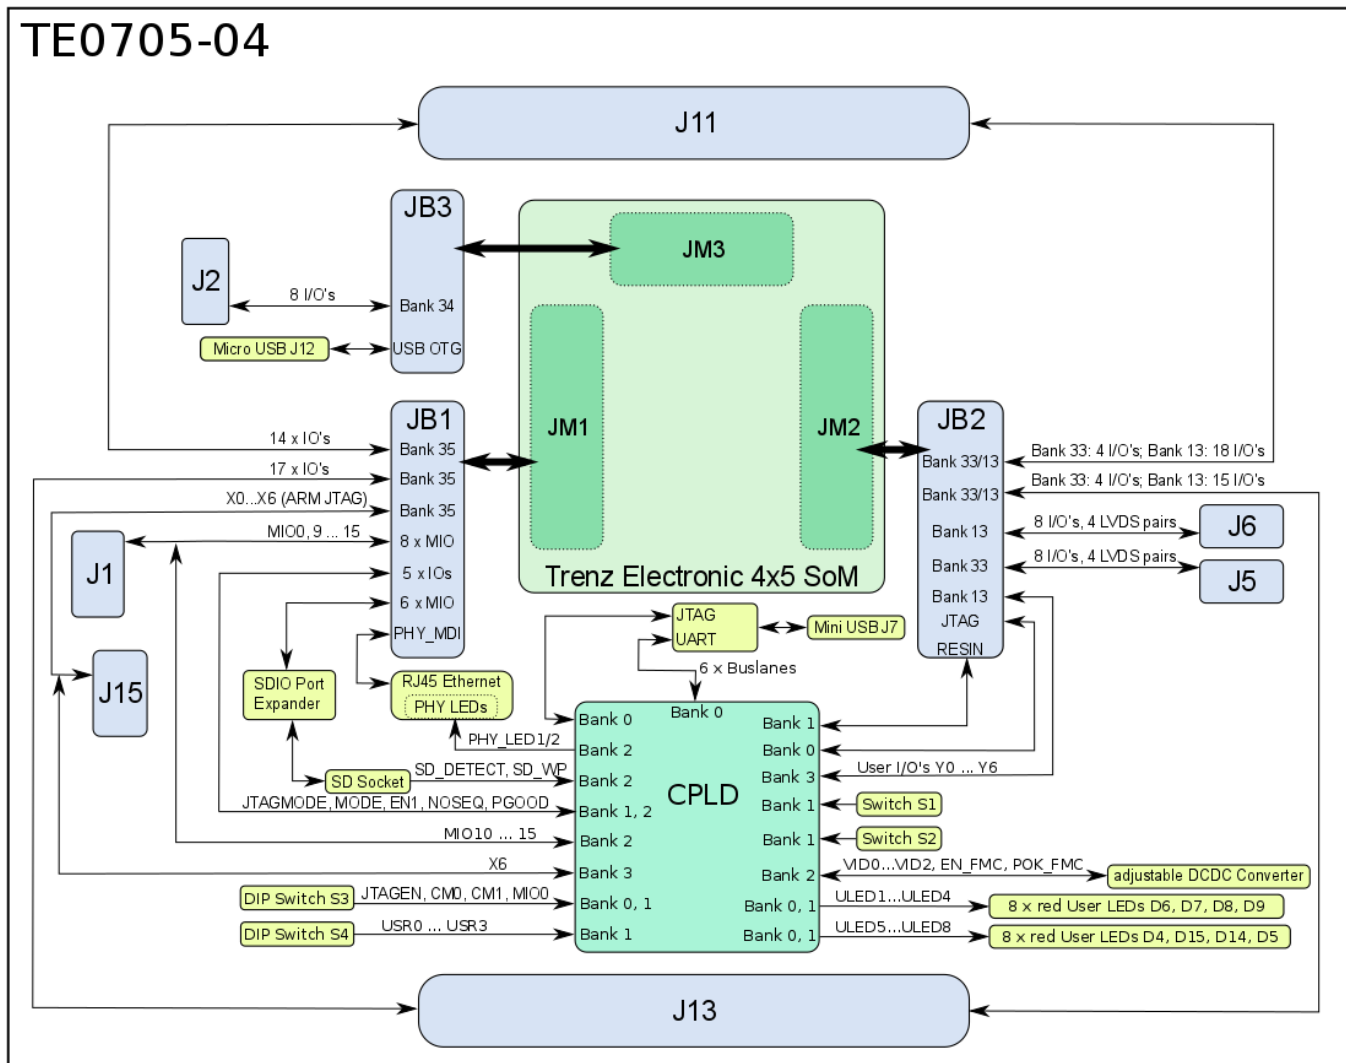 TE0705-04
J11
JB3
JM3
J2
8 I/O's
Bank 34
Micro USB J12
USB OTG
JB1
JM1
JM2
JB2
14 x IO's
Bank 35
Bank 33/13
Bank 33: 4 I/O's; Bank 13: 18 I/O's
17 x IO's
Bank 35
Bank 33/13
Bank 33: 4 I/O's; Bank 13: 15 I/O's
X0...X6 (ARM JTAG)
Bank 35
J1
MIO0, 9 ... 15
8 x MIO
Bank 13
8 I/O's, 4 LVDS pairs
J6
5 x IOs
Bank 33
8 I/O's, 4 LVDS pairs
J5
Trenz Electronic 4x5 SoM
6 x MIO
Bank 13
PHY_MDI
JTAG
UART
Mini USB J7
JTAG
RESIN
J15
SDIO Port
Expander
RJ45 Ethernet
PHY LEDs
6 x Buslanes
Bank 0
Bank 0
Bank 1
PHY_LED1/2
Bank 2
Bank 0
SD Socket
SD_DETECT, SD_WP
Bank 2
Bank 3
User I/O's Y0 ... Y6
CPLD
JTAGMODE, MODE, EN1, NOSEQ, PGOOD
Bank 1, 2
Bank 1
Switch S1
MIO10 ... 15
Bank 2
Bank 1
Switch S2
X6
Bank 3
Bank 2
VID0...VID2, EN_FMC, POK_FMC
adjustable DCDC Converter
DIP Switch S3
JTAGEN, CM0, CM1, MIO0
Bank 0, 1
Bank 0, 1
ULED1...ULED4
8 x red User LEDs D6, D7, D8, D9
DIP Switch S4
USR0 ... USR3
Bank 1
Bank 0, 1
ULED5...ULED8
8 x red User LEDs D4, D15, D14, D5
J13